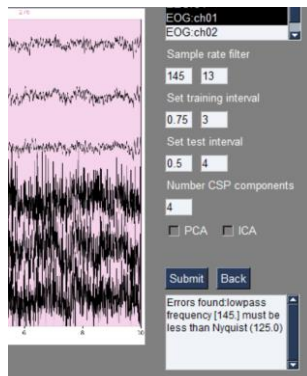 EOG:ch01
EOG:ch02
Sample rate filter
145 13
Set training interval
0.75 3
Set test interval
0.5 4
Number CSP components
4
PCA ICA
Submit Back
Errors found:lowpass
frequency [145.] must be
less than Nyquist (125.0)